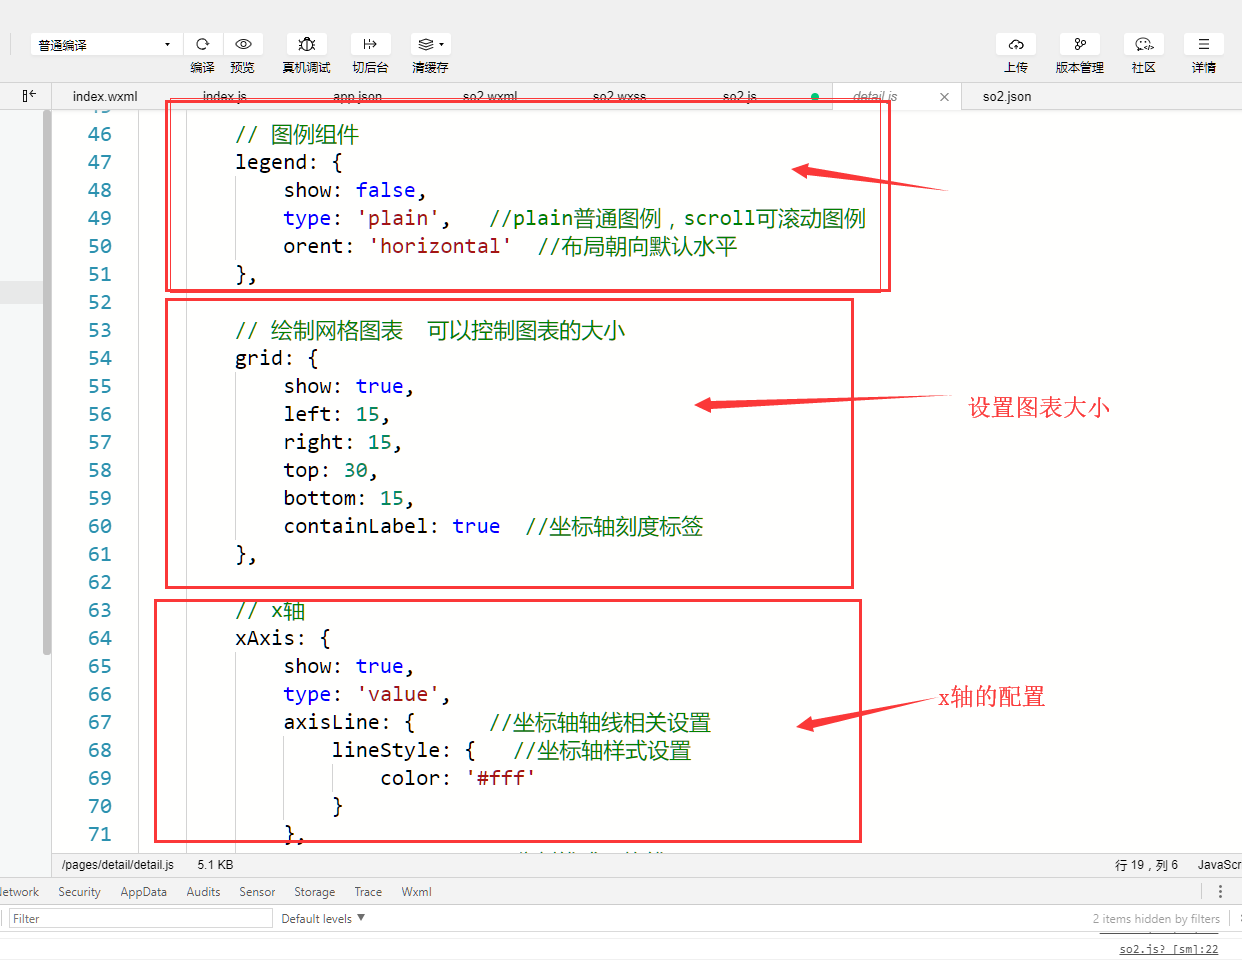 普通编译
编译 预览 真机调试 切后台 清缓存 上传 版本管理 社区 详情
index.wxml index.js app.json so2.wxml so2.wxss so2.js detail.js so2.json
46 // 图例组件
47 legend: {
48 show: false,
49 type: 'plain', //plain普通图例，scroll可滚动图例
50 orent: 'horizontal' //布局朝向默认水平
51 },
52
53 // 绘制网格图表 可以控制图表的大小
54 grid: {
55 show: true,
56 left: 15,
设置图表大小
57 right: 15,
58 top: 30,
59 bottom: 15,
60 containLabel: true //坐标轴刻度标签
61 },
62
63 // x轴
64 xAxis: {
65 show: true,
66 type: 'value',
x轴的配置
67 axisLine: { //坐标轴轴线相关设置
68 lineStyle: { //坐标轴样式设置
69 color: '#fff'
70 }
71 },
/pages/detail/detail.js 5.1 KB 行 19，列 6 JavaScr
Network Security AppData Audits Sensor Storage Trace Wxml
Filter Default levels ▼ 2 items hidden by filters
so2.js? [sm]:22